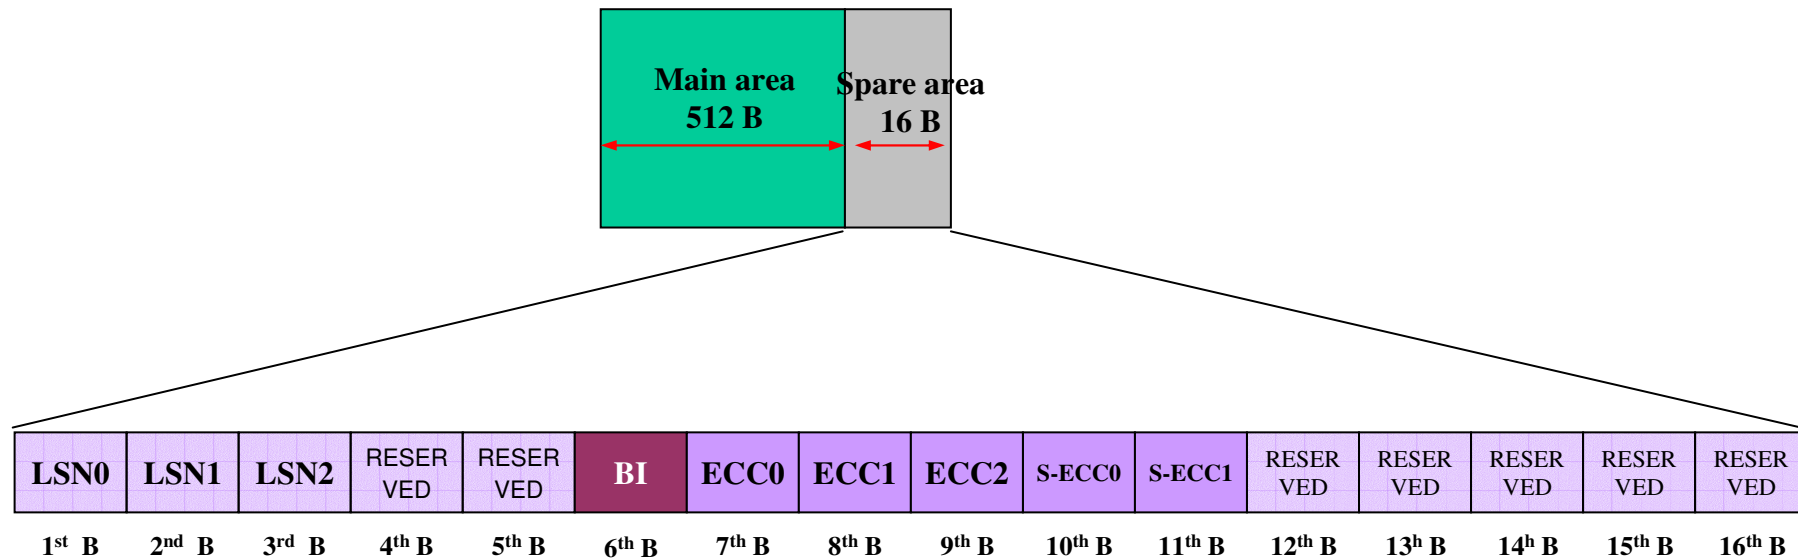 Main area
512 B
Spare area
16 B
LSN0 LSN1 LSN2 RESER VED RESER VED BI ECC0 ECC1 ECC2 S-ECC0 S-ECC1 RESER VED RESER VED RESER VED RESER VED RESER VED
1st B 2nd B 3rd B 4th B 5th B 6th B 7th B 8th B 9th B 10th B 11th B 12th B 13h B 14h B 15th B 16th B